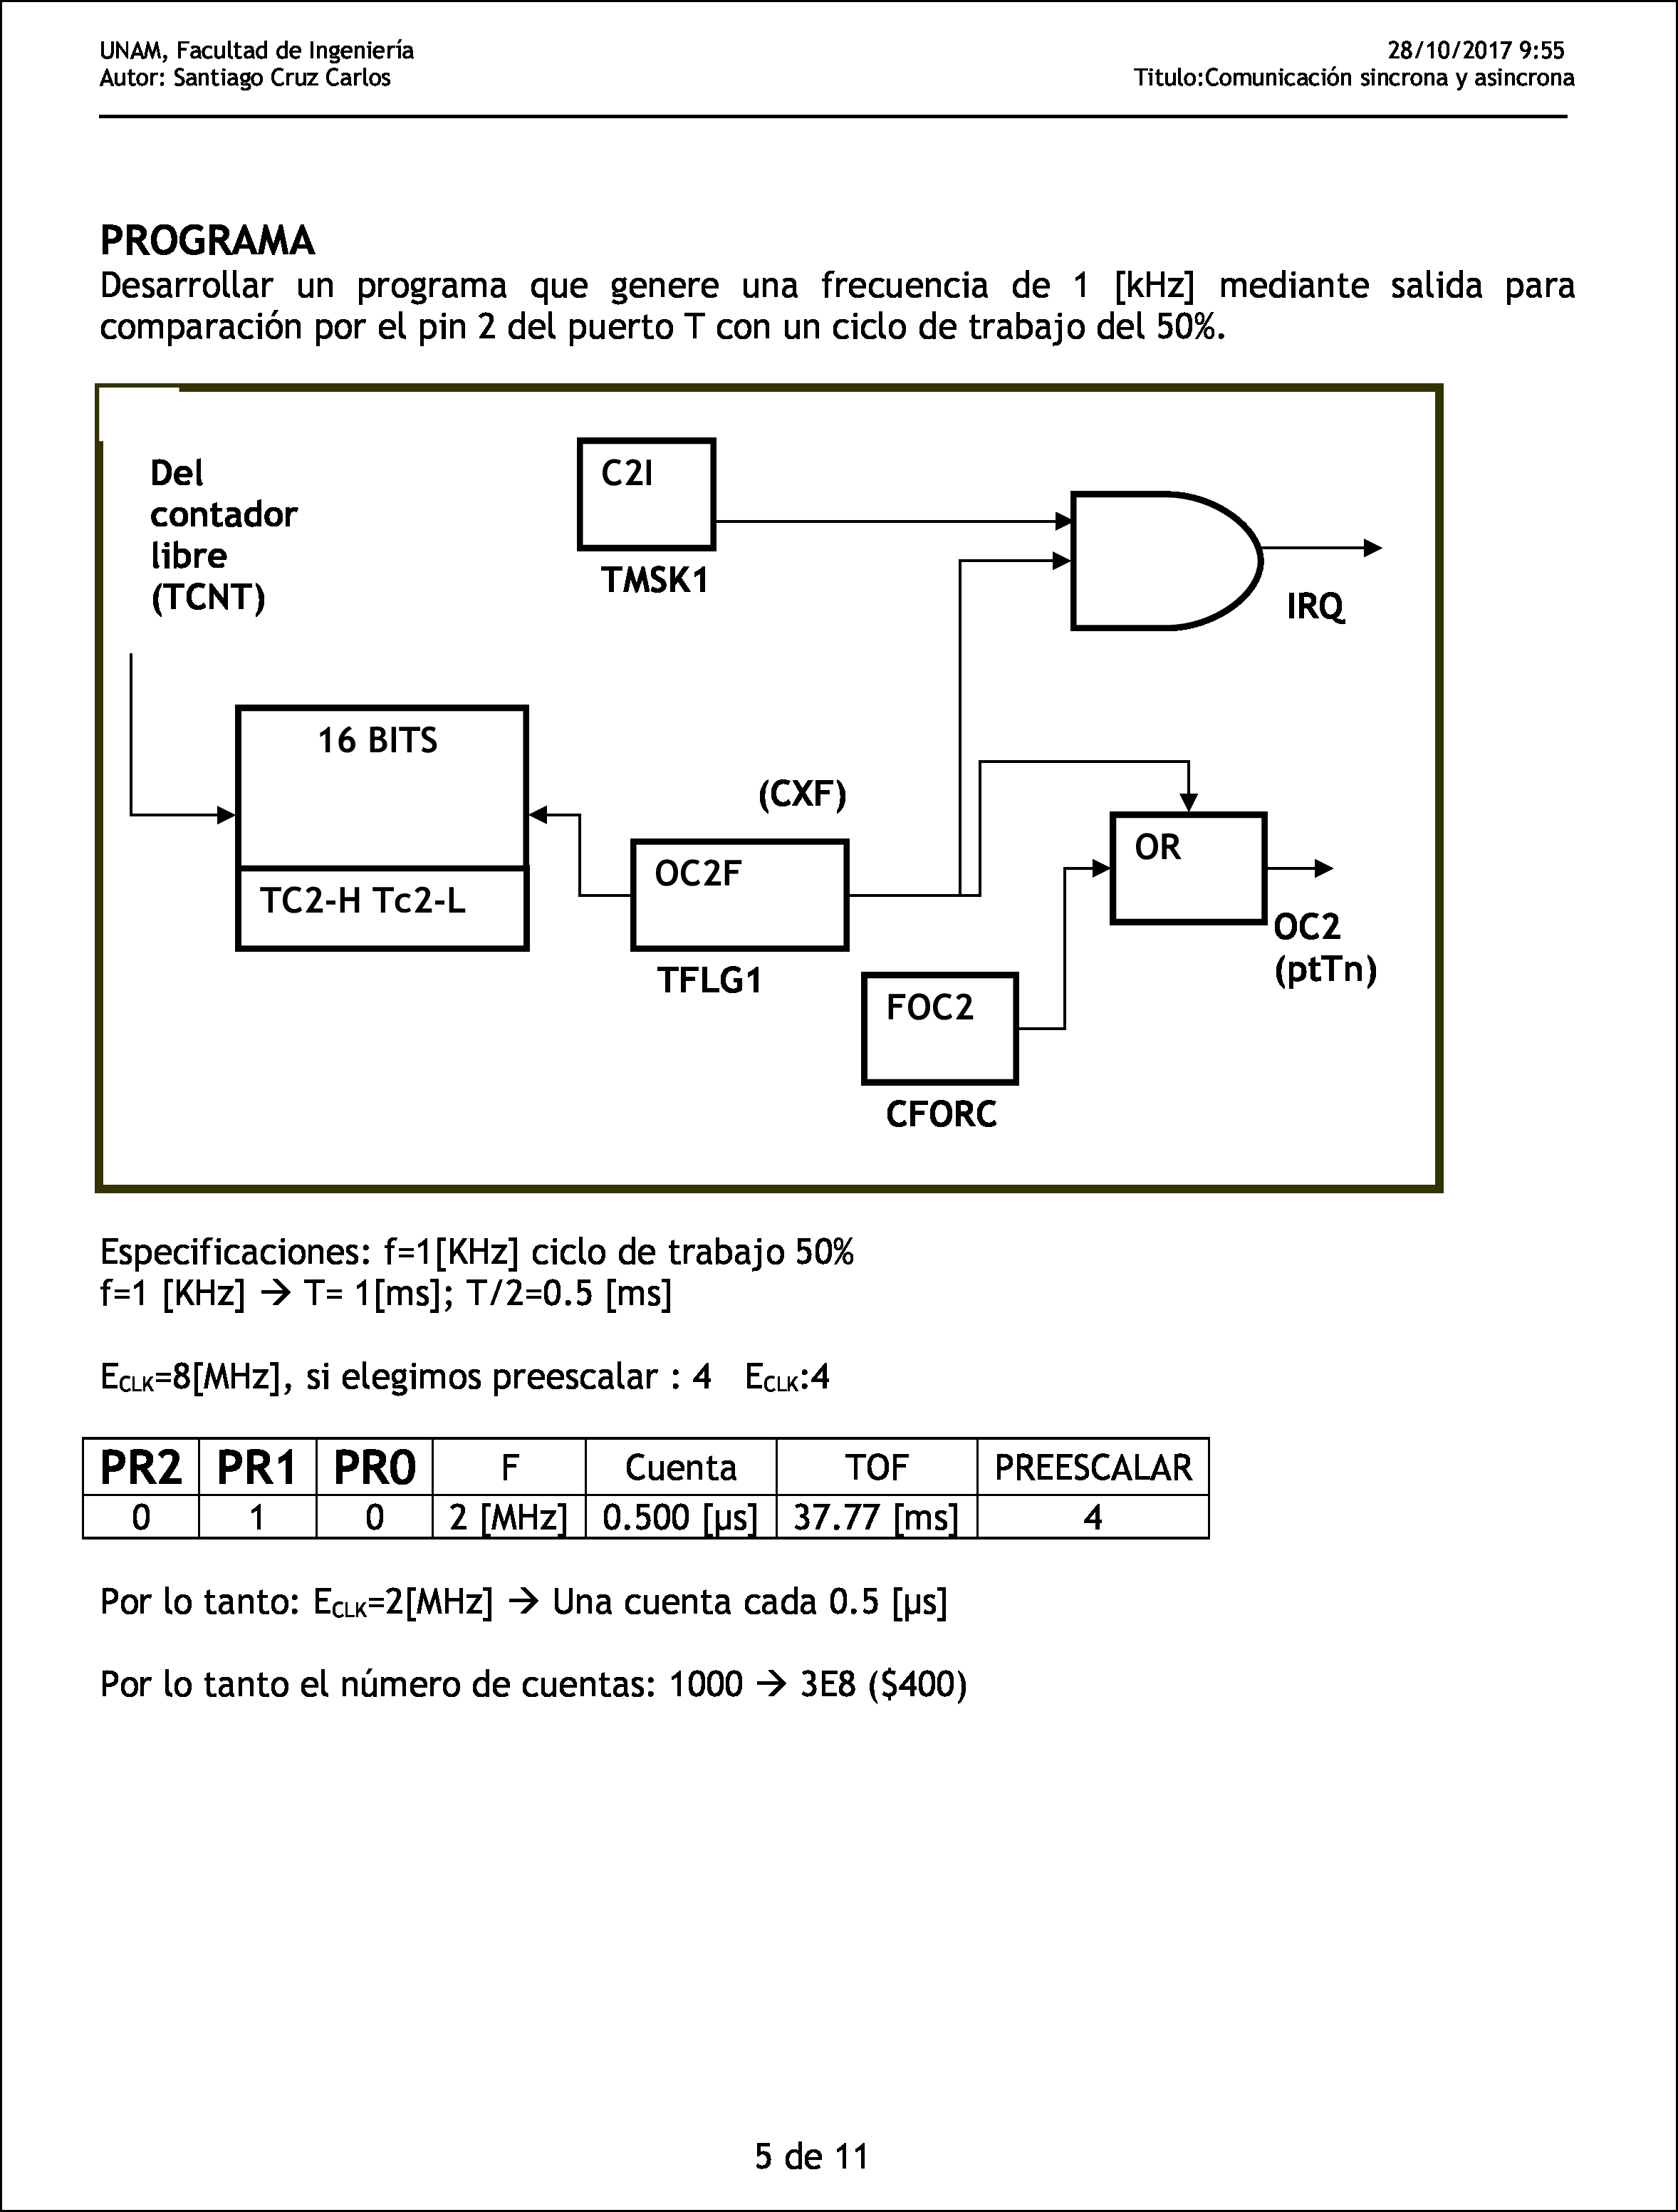 UNAM, Facultad de Ingeniería
28/10/2017 9:55
Autor: Santiago Cruz Carlos
Titulo:Comunicación sincrona y asincrona
PROGRAMA
Desarrollar un programa que genere una frecuencia de 1 [kHz] mediante salida para
comparación por el pin 2 del puerto T con un ciclo de trabajo del 50%.
Del
contador
libre
(TCNT)
C2I
TMSK1
IRQ
16 BITS
TC2-H Tc2-L
(CXF)
OC2F
TFLG1
OR
OC2
(ptTn)
FOC2
CFORC
Especificaciones: f=1[KHz] ciclo de trabajo 50%
f=1 [KHz] → T= 1[ms]; T/2=0.5 [ms]
ECLK=8[MHz], si elegimos preescalar : 4 ECLK:4
PR2 PR1 PR0 F Cuenta TOF PREESCALAR
0 1 0 2 [MHz] 0.500 [µs] 37.77 [ms] 4
Por lo tanto: ECLK=2[MHz] → Una cuenta cada 0.5 [µs]
Por lo tanto el número de cuentas: 1000 → 3E8 ($400)
5 de 11